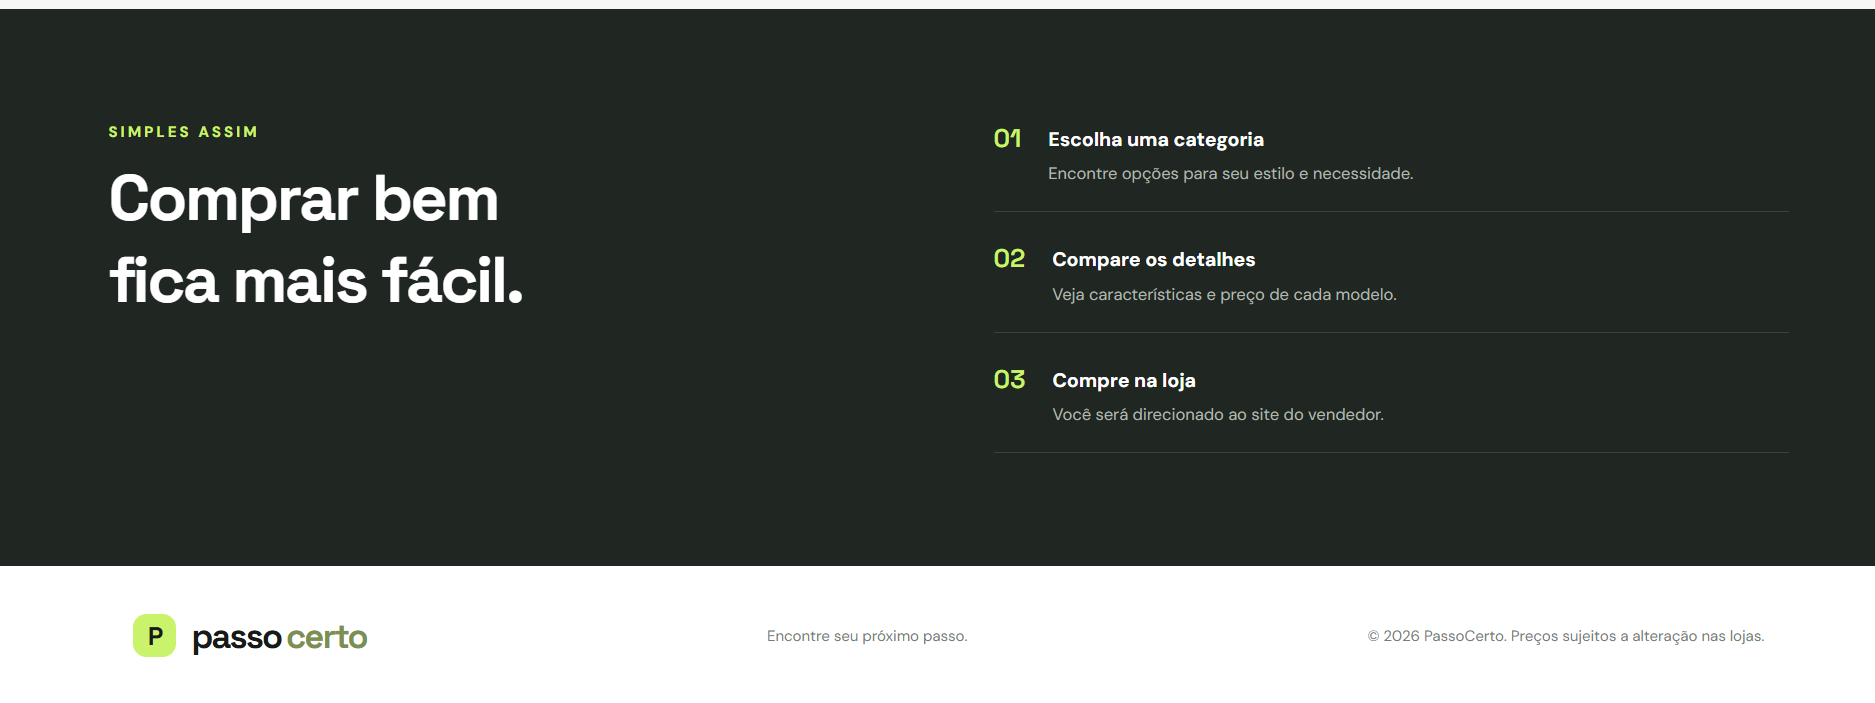 SIMPLES ASSIM
Comprar bem
fica mais fácil.
01 Escolha uma categoria
Encontre opções para seu estilo e necessidade.
02 Compare os detalhes
Veja características e preço de cada modelo.
03 Compre na loja
Você será direcionado ao site do vendedor.
P passo certo
Encontre seu próximo passo.
© 2026 PassoCerto. Preços sujeitos a alteração nas lojas.